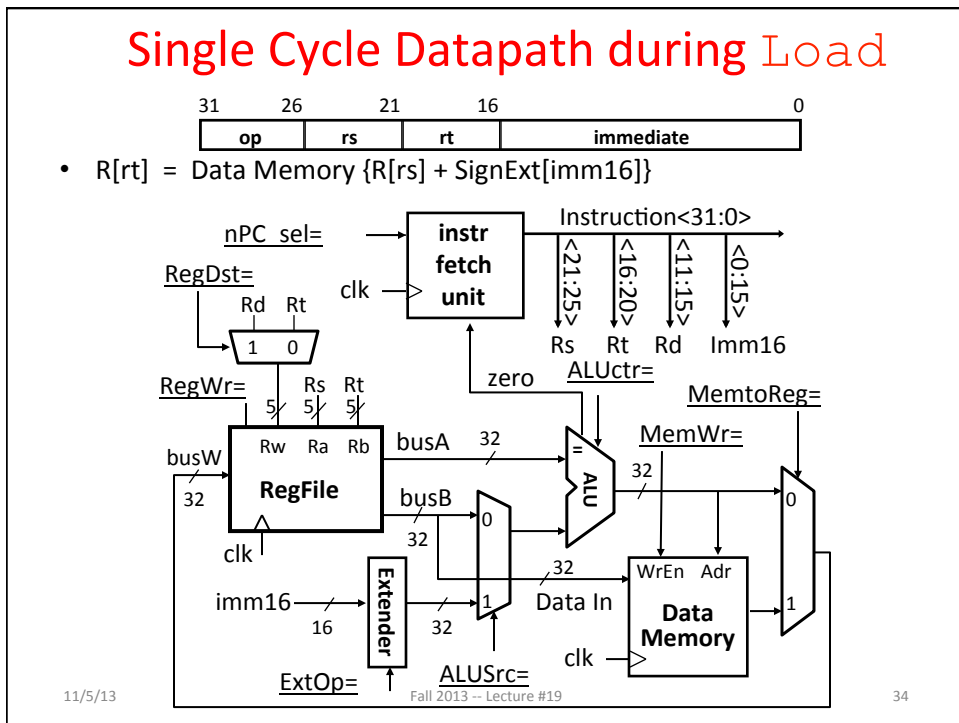 Single Cycle Datapath during Load
31 26 21 16 0
op rs rt immediate
• R[rt] = Data Memory {R[rs] + SignExt[imm16]}
nPC_sel=
instr
fetch
unit
Instruction<31:0>
<21:25>
<16:20>
<11:15>
<0:15>
RegDst=
clk
Rd Rt
1 0
Rs Rt Rd Imm16
zero
ALUctr=
RegWr=
Rs Rt
5 5 5
MemtoReg=
MemWr=
Rw Ra Rb
busA
32
=
ALU
32
busW
32
RegFile
busB
32
0
0
clk
32
WrEn Adr
imm16
16
Extender
32
1
Data In
Data
Memory
1
clk
ExtOp=
ALUSrc=
11/5/13
Fall 2013 -- Lecture #19
34